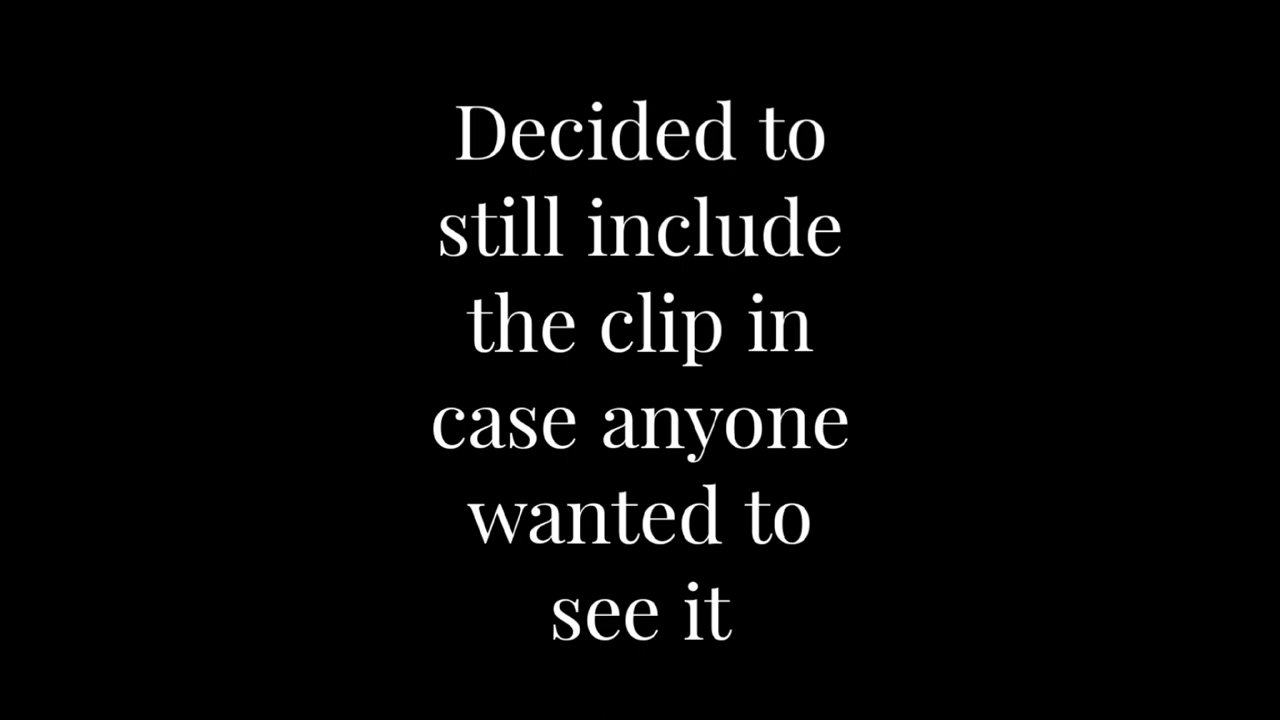 Decided to
still include
the clip in
case anyone
wanted to
see it